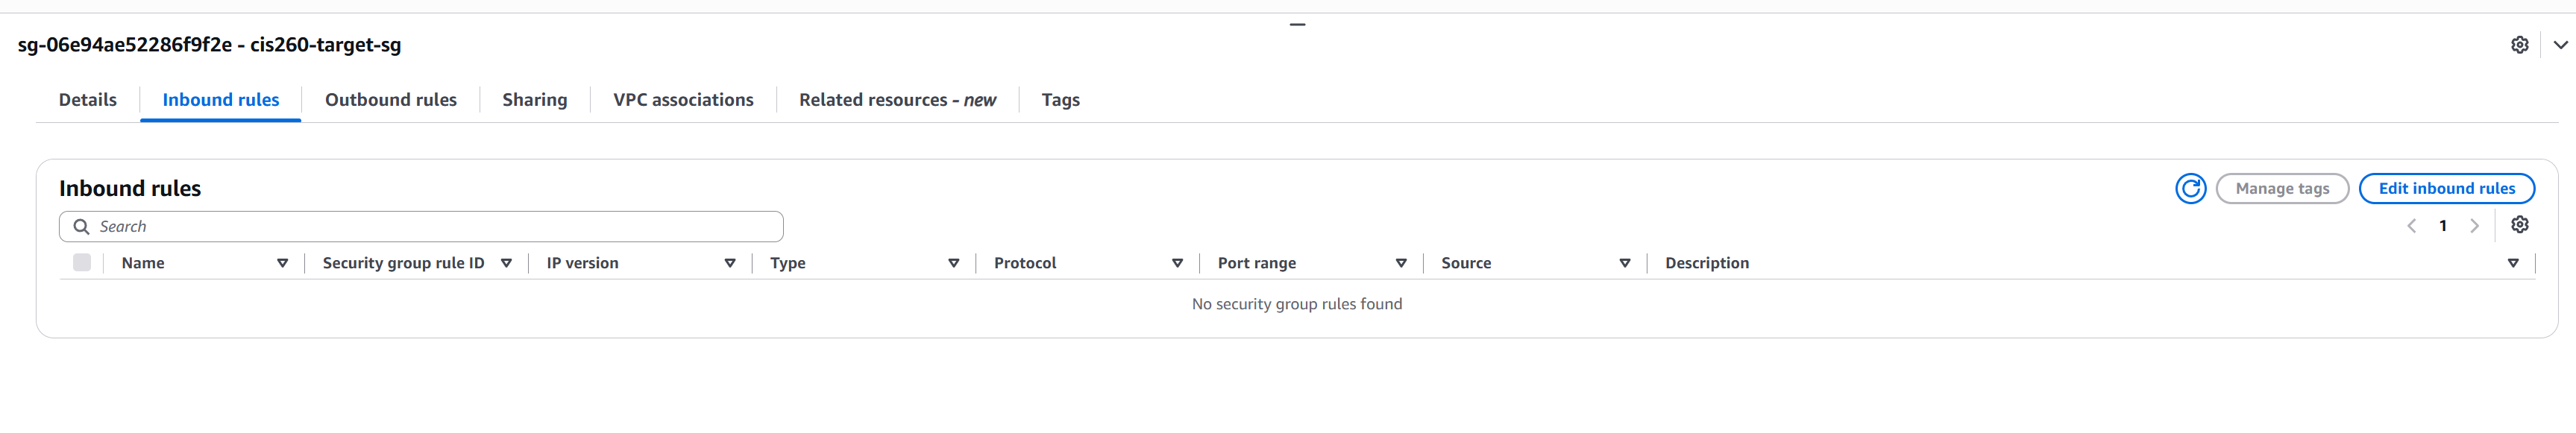 sg-06e94ae52286f9f2e - cis260-target-sg
Details Inbound rules Outbound rules Sharing VPC associations Related resources - new Tags
Inbound rules
Manage tags Edit inbound rules
Search
1
Name Security group rule ID IP version Type Protocol Port range Source Description
No security group rules found